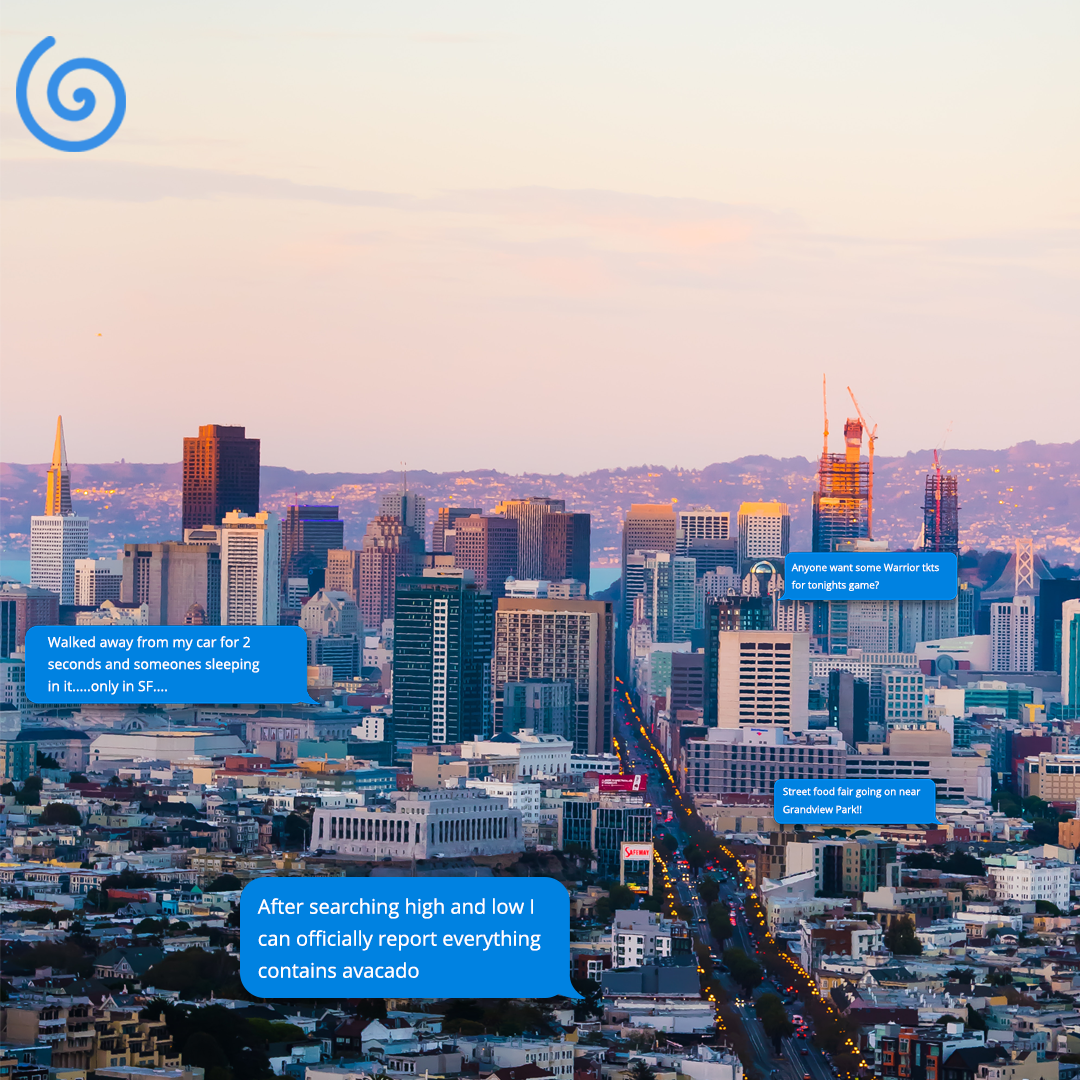 Anyone want some Warrior tkts
for tonights game?
Walked away from my car for 2
seconds and someones sleeping
in it.....only in SF....
Street food fair going on near
Grandview Park!!
SAFEWAY
After searching high and low I
can officially report everything
contains avacado